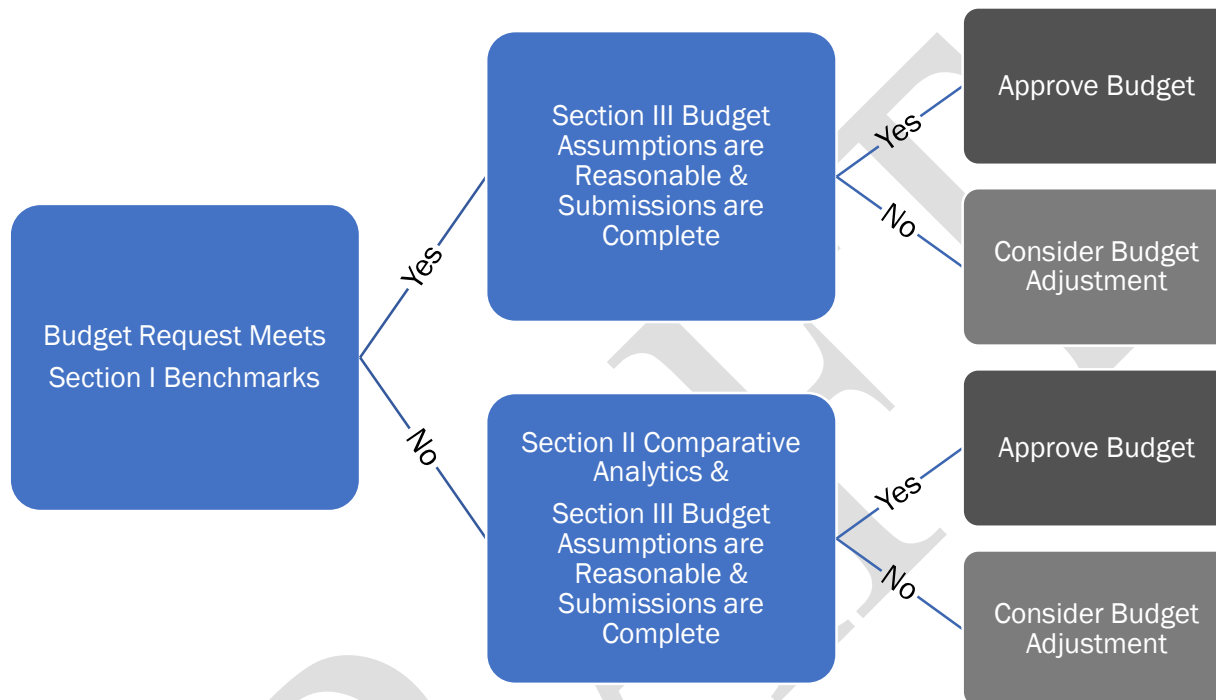 Budget Request Meets
Section I Benchmarks
Yes
No
Section III Budget
Assumptions are
Reasonable &
Submissions are
Complete
Yes
No
Approve Budget
Consider Budget
Adjustment
Section II Comparative
Analytics &
Section III Budget
Assumptions are
Reasonable &
Submissions are
Complete
Yes
No
Approve Budget
Consider Budget
Adjustment